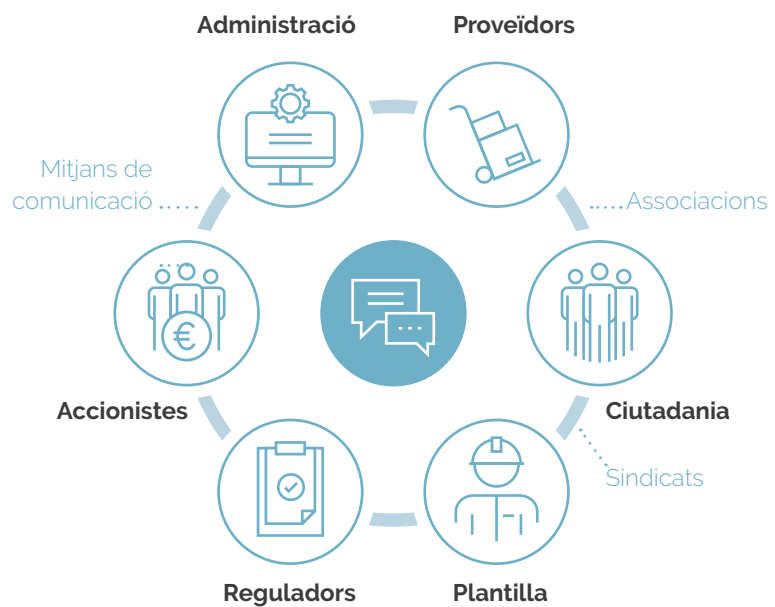 Administració
Proveïdors
Mitjans de
comunicació
Associacions
€
Accionistes
Ciutadania
Sindicats
Reguladors
Plantilla